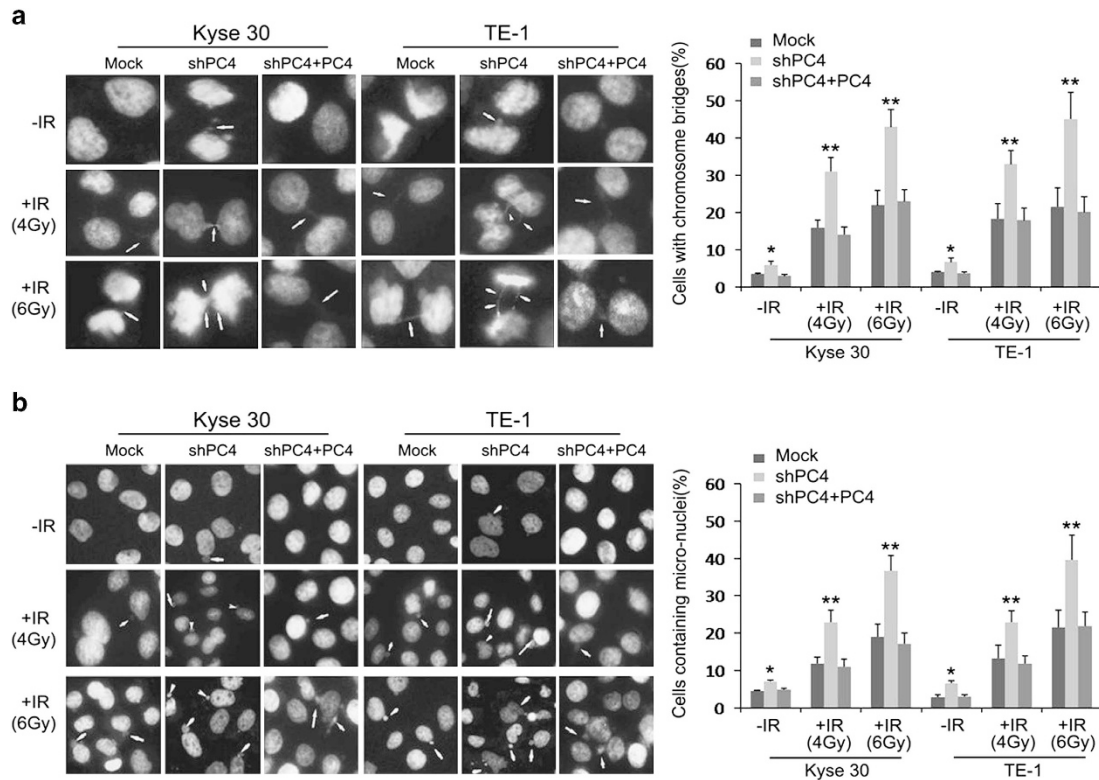 a
Kyse 30 TE-1
Mock shPC4 shPC4+PC4 Mock shPC4 shPC4+PC4
-IR
+IR
(4Gy)
+IR
(6Gy)
Mock
shPC4
shPC4+PC4
Cells with chromosome bridges(%)
60
50
40
30
20
10
0
* ** ** * ** **
-IR +IR +IR -IR +IR +IR
(4Gy) (6Gy) (4Gy) (6Gy)
Kyse 30 TE-1
b
Kyse 30 TE-1
Mock shPC4 shPC4+PC4 Mock shPC4 shPC4+PC4
-IR
+IR
(4Gy)
+IR
(6Gy)
Mock
shPC4
shPC4+PC4
Cells containing micro-nuclei(%)
60
50
40
30
20
10
0
* ** ** * ** **
-IR +IR +IR -IR +IR +IR
(4Gy) (6Gy) (4Gy) (6Gy)
Kyse 30 TE-1